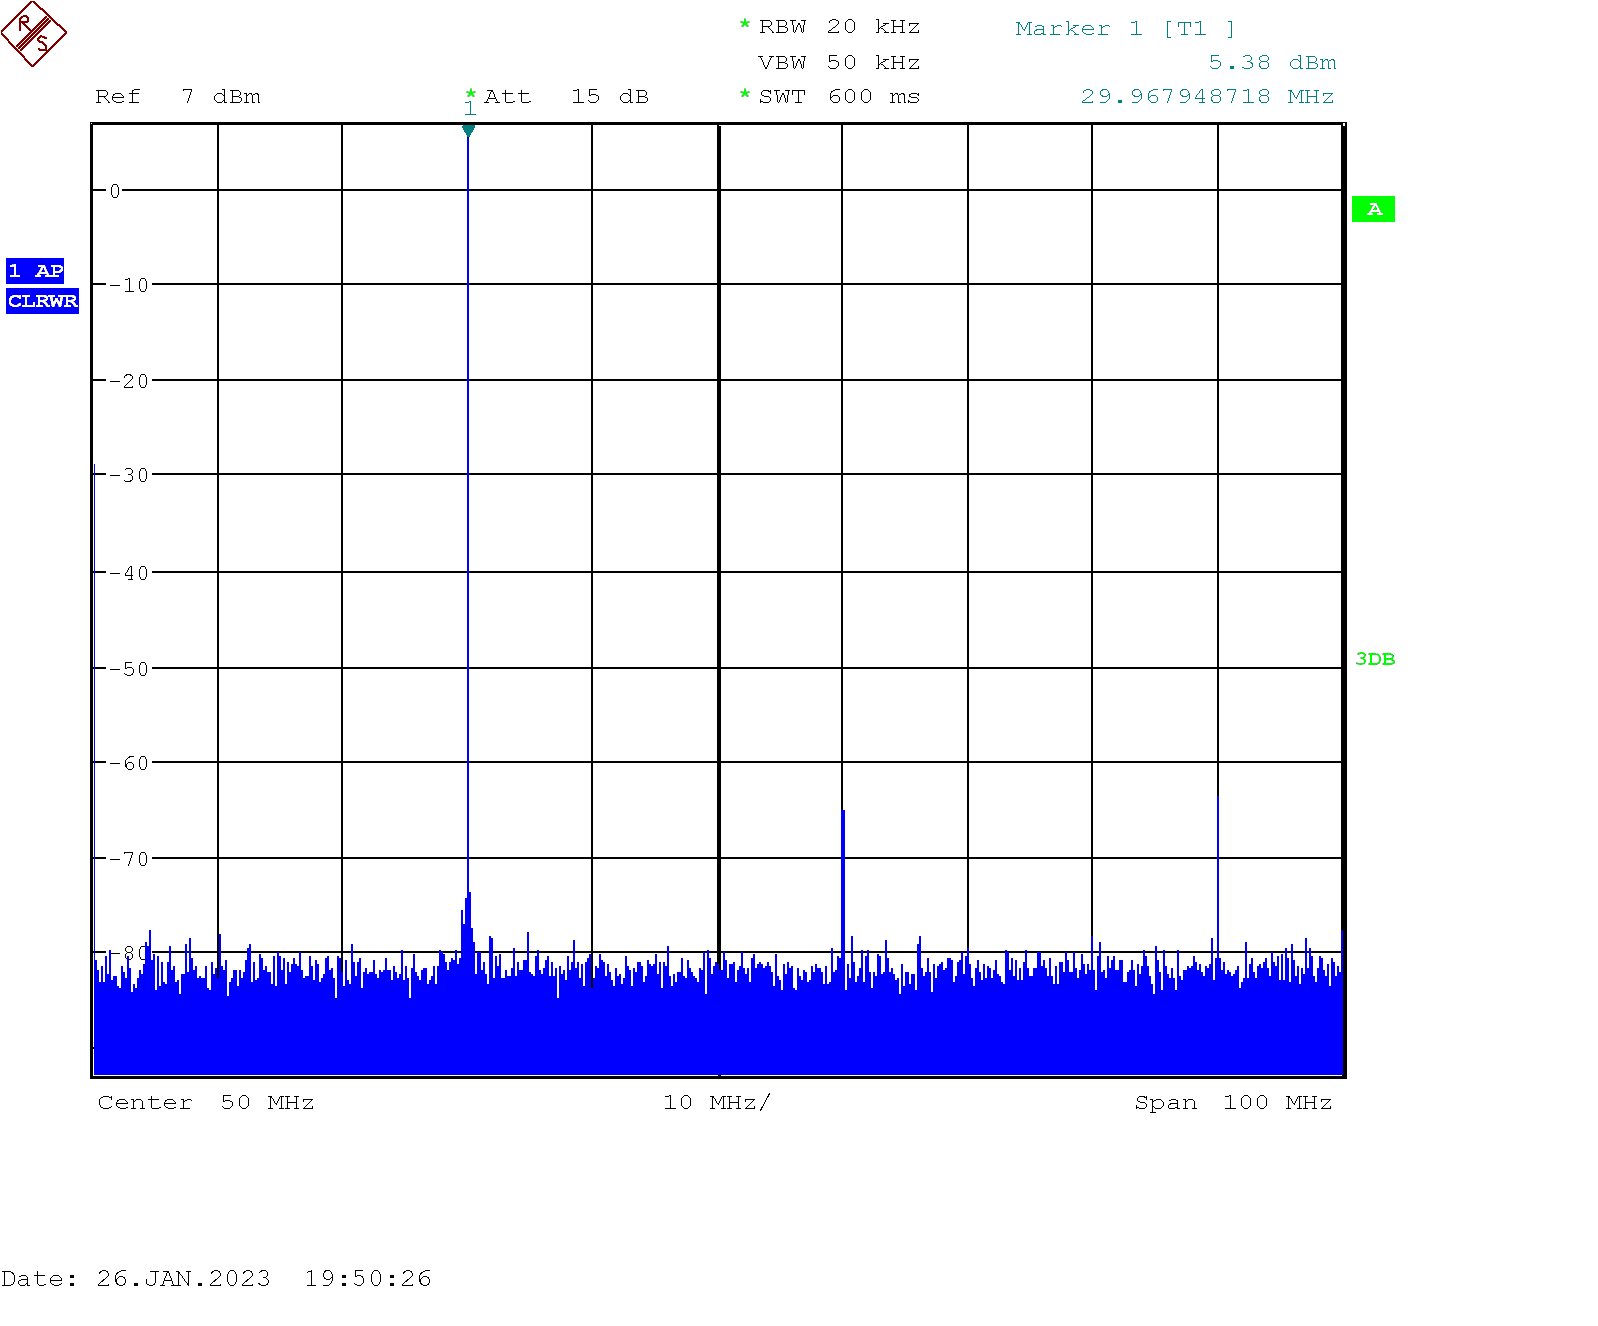 R S
* RBW 20 kHz
Marker 1 [T1 ]
VBW 50 kHz
5.38 dBm
Ref 7 dBm
* Att 15 dB
* SWT 600 ms
29.967948718 MHz
1
0
A
1 AP
CLRWR
-10
-20
-30
-40
-50
3DB
-60
-70
-80
Center 50 MHz
10 MHz/
Span 100 MHz
Date: 26.JAN.2023 19:50:26